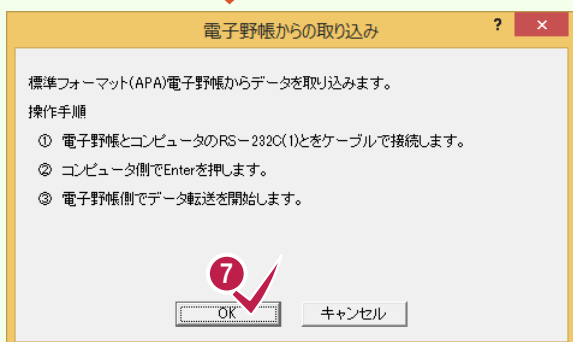 電子野帳からの取り込み
? ×
標準フォーマット(APA)電子野帳からデータを取り込みます。
操作手順
① 電子野帳とコンピュータのRS-232C(1)とをケーブルで接続します。
② コンピュータ側でEnterを押します。
③ 電子野帳側でデータ転送を開始します。
7
OK キャンセル